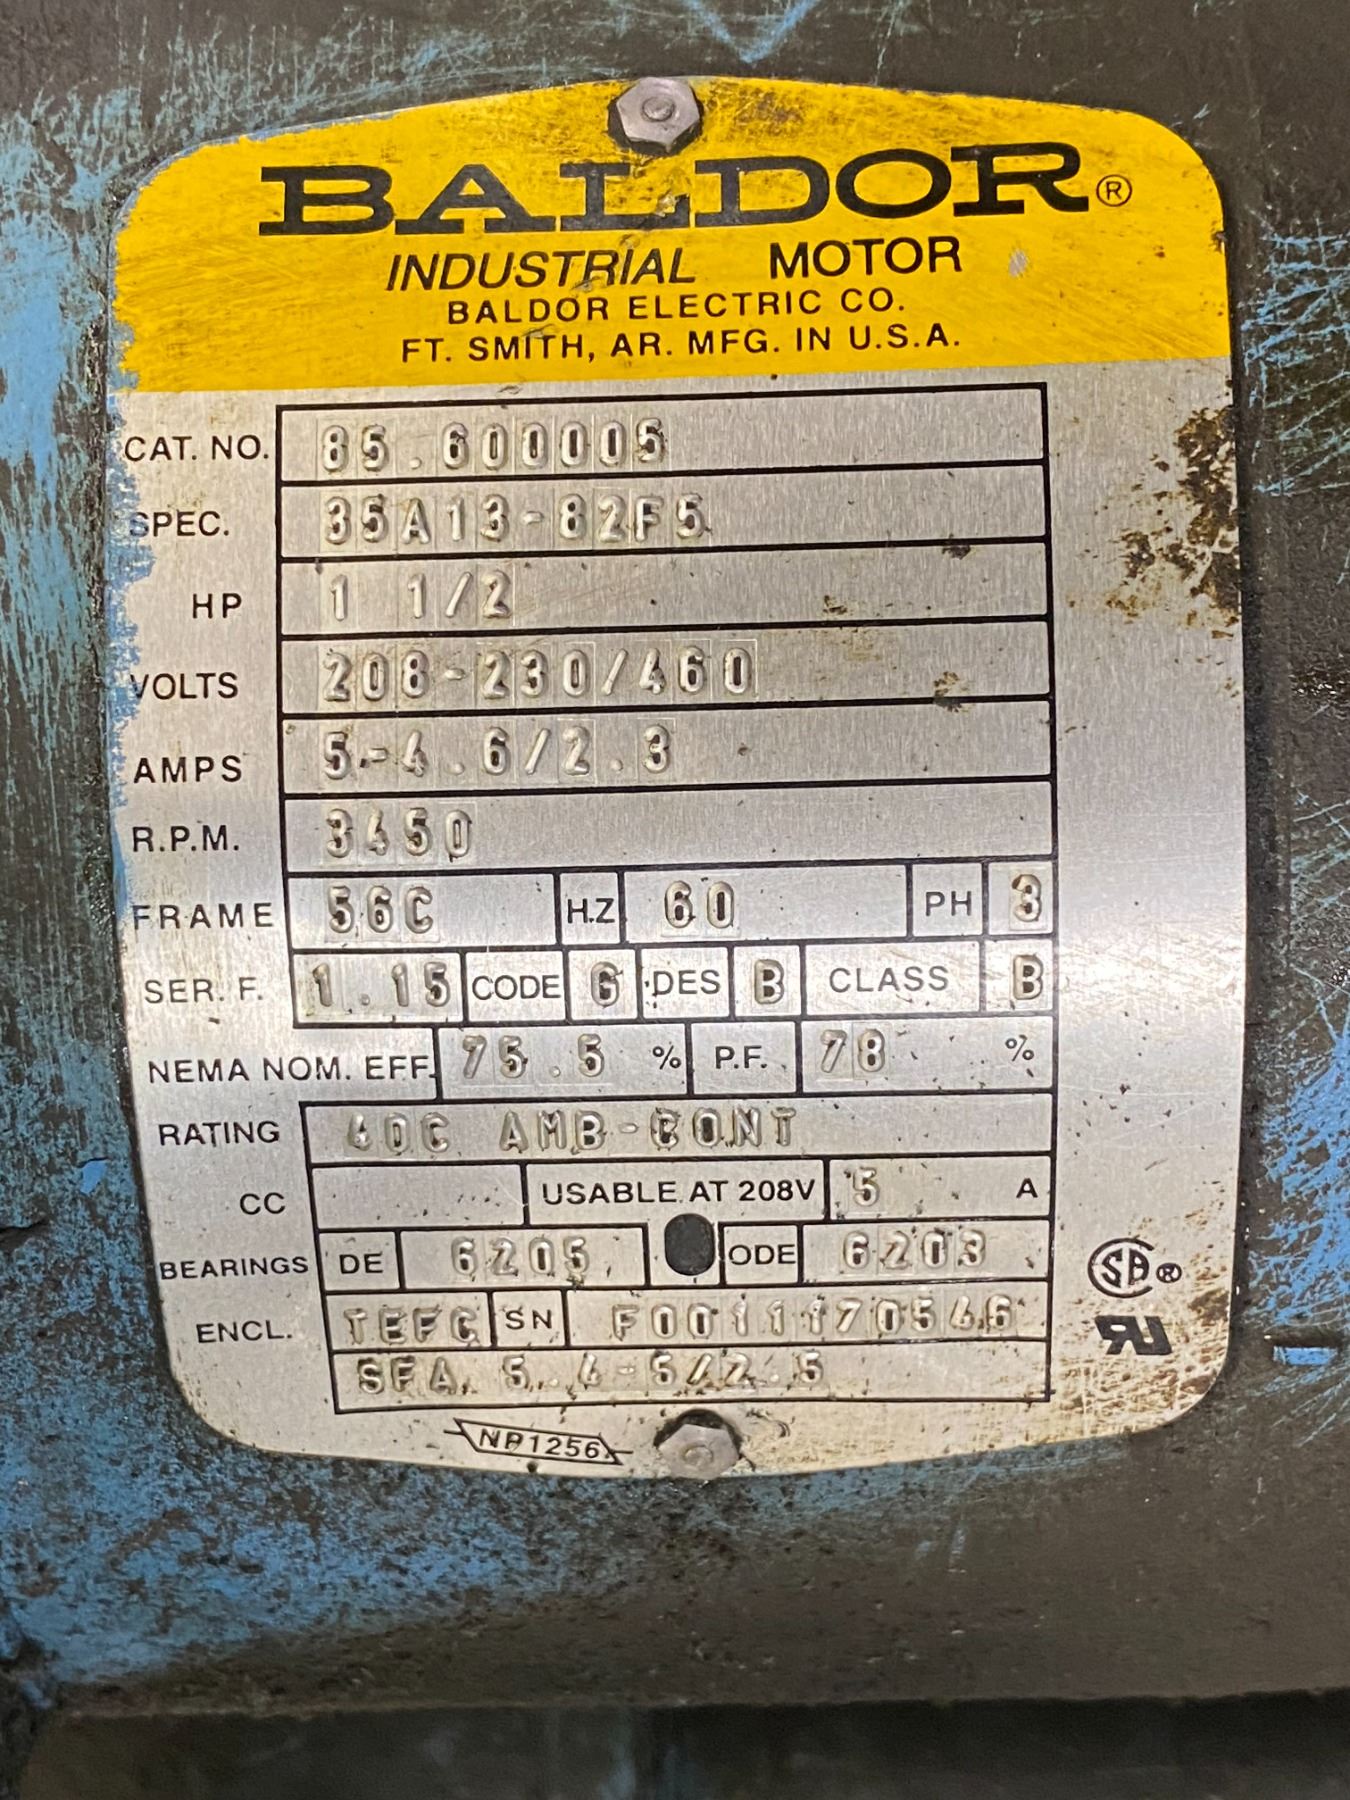 BALDOR®
INDUSTRIAL MOTOR
BALDOR ELECTRIC CO.
FT. SMITH, AR. MFG. IN U.S.A.
CAT. NO. 85.600005
SPEC. 35A13-82F5
HP 1 1/2
VOLTS 208-230/460
AMPS 5-4.6/2.3
R.P.M. 3450
FRAME 56C HZ 60 PH 3
SER. F. 1.15 CODE G DES B CLASS B
NEMA NOM. EFF. 75.5 % P.F. 78 %
RATING 40C AMB-CONT
CC USABLE AT 208V 5 A
BEARINGS DE 6205 ODE 6203
ENCL. TEFC SN F0011170546
SFA 5.4-5/2.5
NP1256
SA®
RU